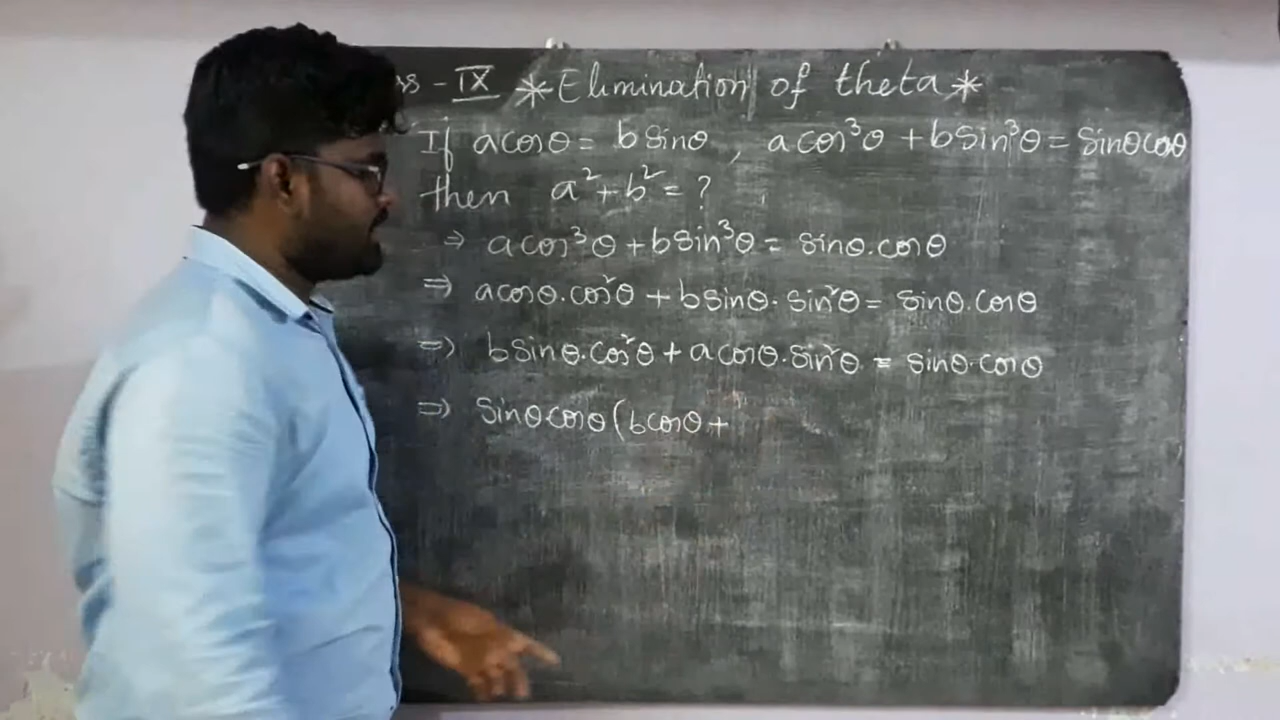 ss - IX * Elimination of theta *
If acosθ = bsinθ , acos³θ + bsin³θ = sinθcosθ
then a² + b² = ?
⇒ acos³θ + bsin³θ = sinθ.cosθ
⇒ acosθ.cos²θ + bsinθ.sin²θ = sinθ.cosθ
⇒ bsinθ.cos²θ + acosθ.sin²θ = sinθ.cosθ
⇒ sinθcosθ(bcosθ +